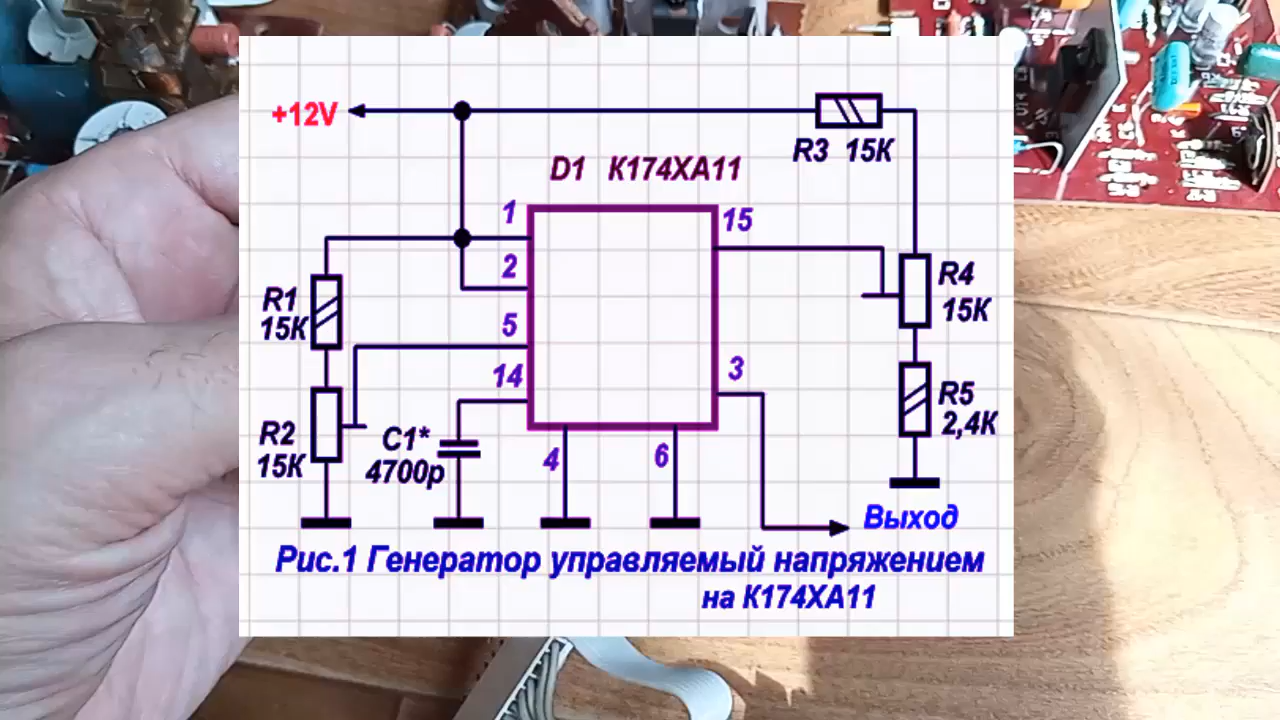 +12V
R3 15K
D1 К174ХА11
1
15
2
R4
15K
R1
15K
5
14
3
R5
2,4K
C1*
4700p
R2
15K
4
6
Выход
Рис.1 Генератор управляемый напряжением
на К174ХА11